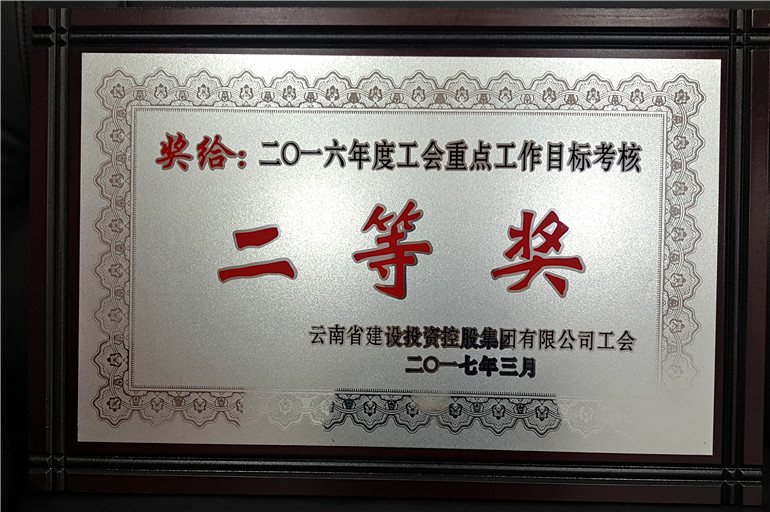 奖给：二〇一六年度工会重点工作目标考核
二等奖
云南省建设投资控股集团有限公司工会
二〇一七年三月